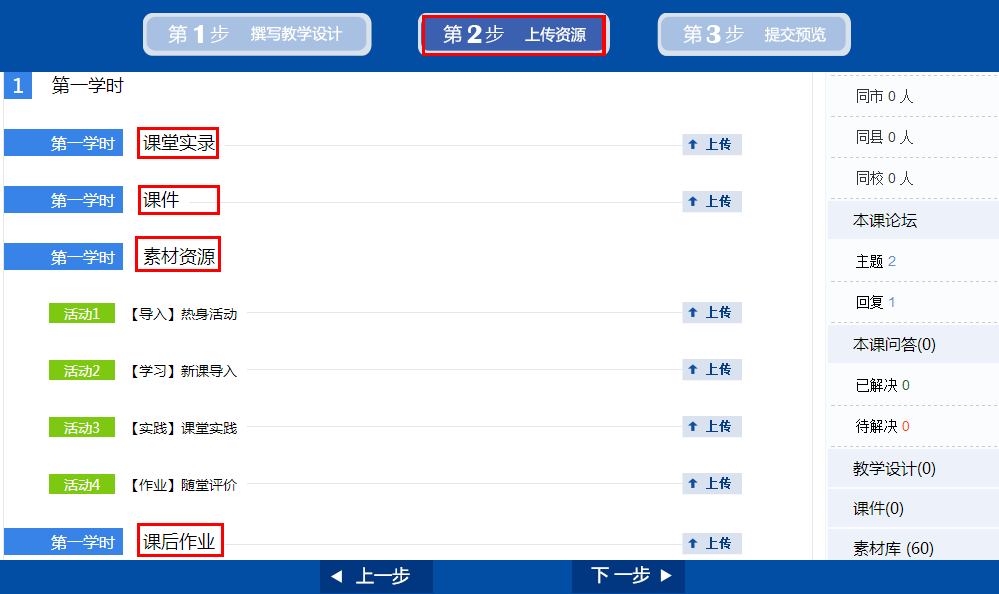 第1步 撰写教学设计
第2步 上传资源
第3步 提交预览
1 第一学时
第一学时 课堂实录 上传
第一学时 课件 上传
第一学时 素材资源
活动1 【导入】热身活动 上传
活动2 【学习】新课导入 上传
活动3 【实践】课堂实践 上传
活动4 【作业】随堂评价 上传
第一学时 课后作业 上传
同市 0 人
同县 0 人
同校 0 人
本课论坛
主题 2
回复 1
本课问答(0)
已解决 0
待解决 0
教学设计(0)
课件(0)
素材库 (60)
上一步
下一步